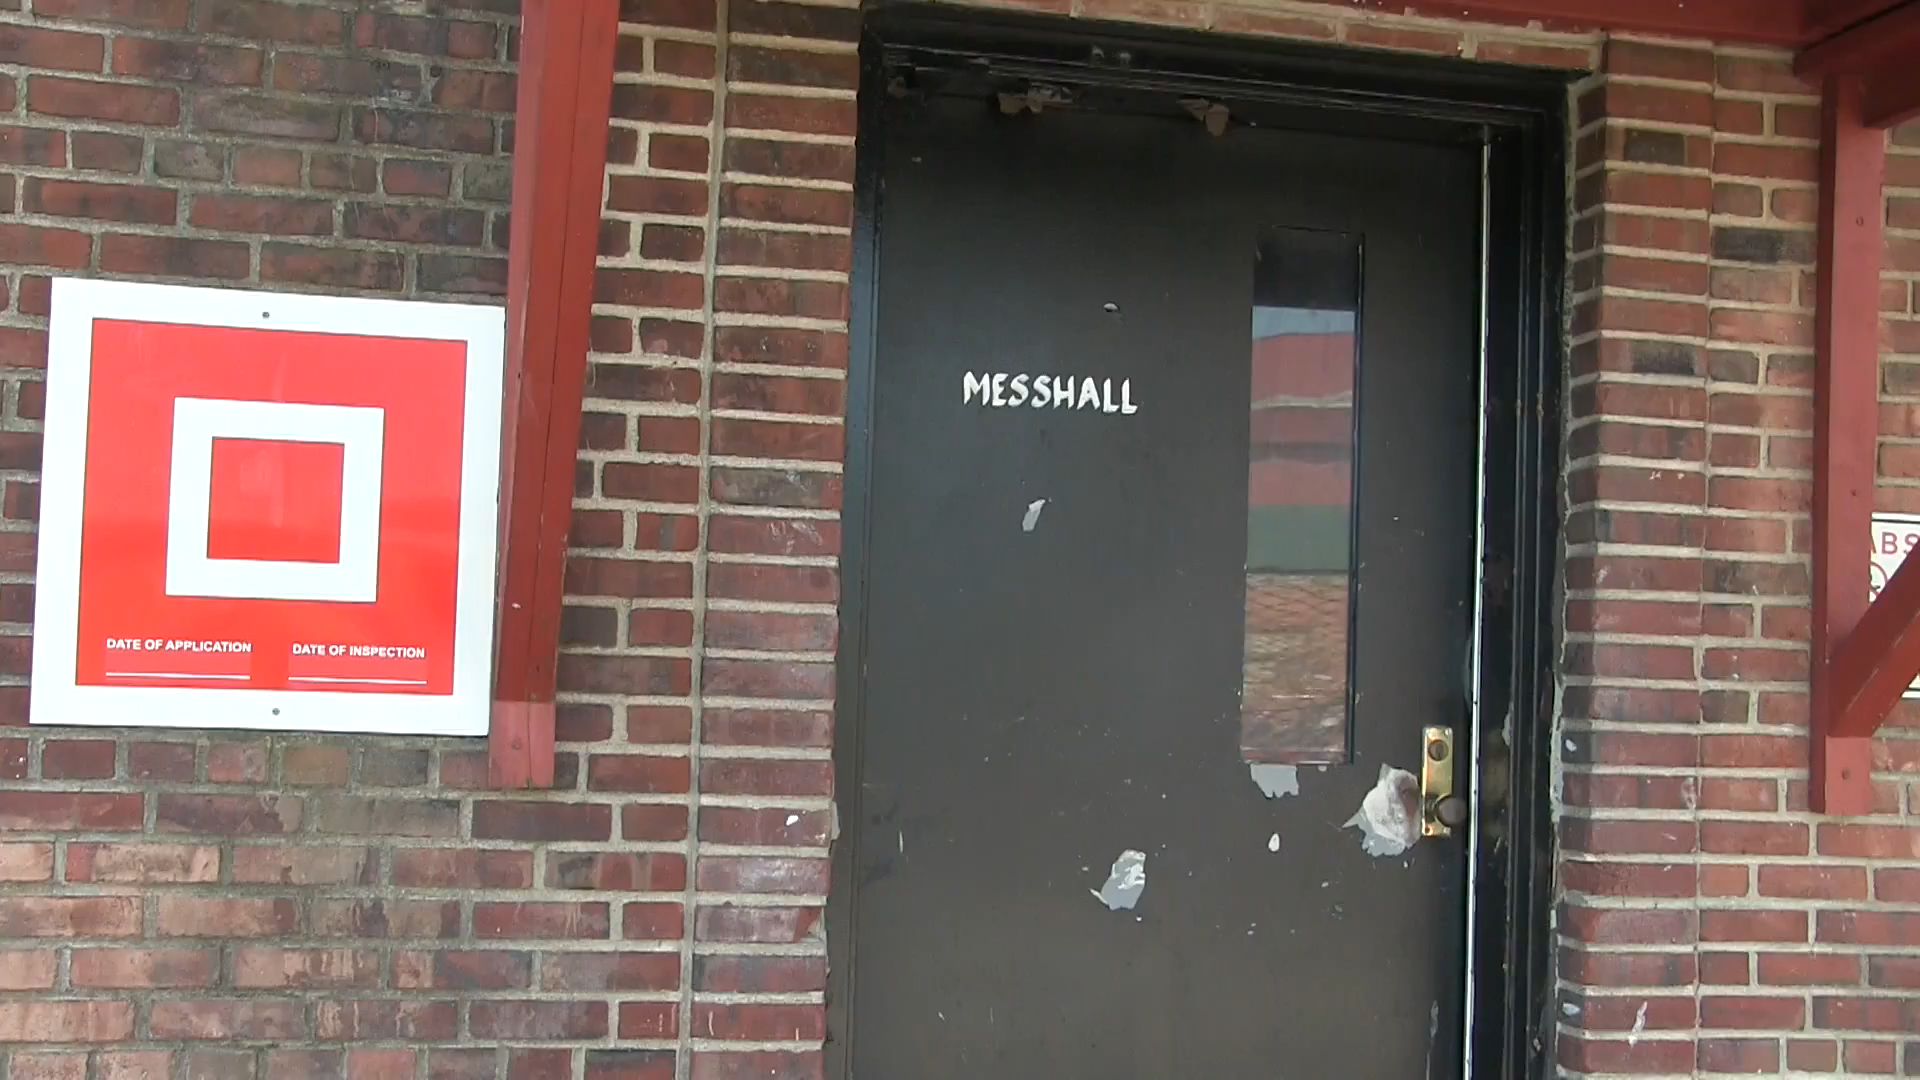 DATE OF APPLICATION
DATE OF INSPECTION
MESSHALL